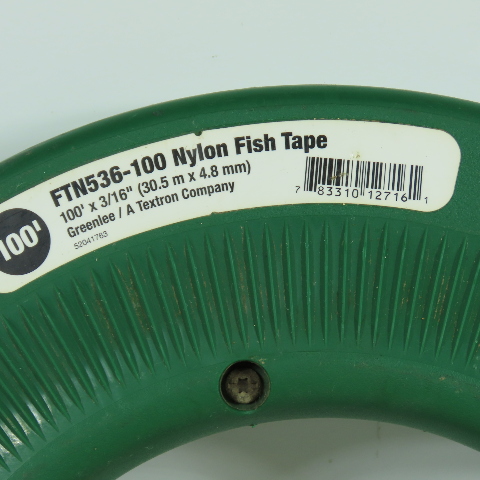 100'
FTN536-100 Nylon Fish Tape
100' x 3/16" (30.5 m x 4.8 mm)
Greenlee / A Textron Company
52041763
7 83310 12716 1